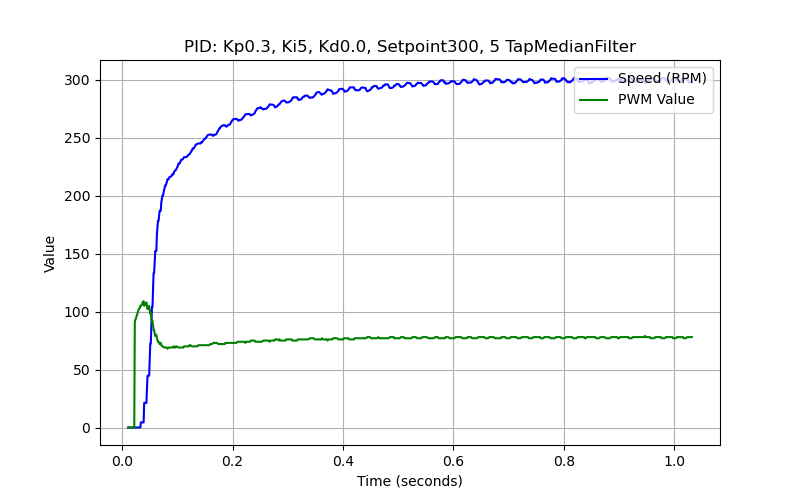 PID: Kp0.3, Ki5, Kd0.0, Setpoint300, 5 TapMedianFilter
Speed (RPM)
PWM Value
Value
300
250
200
150
100
50
0
0.0 0.2 0.4 0.6 0.8 1.0
Time (seconds)